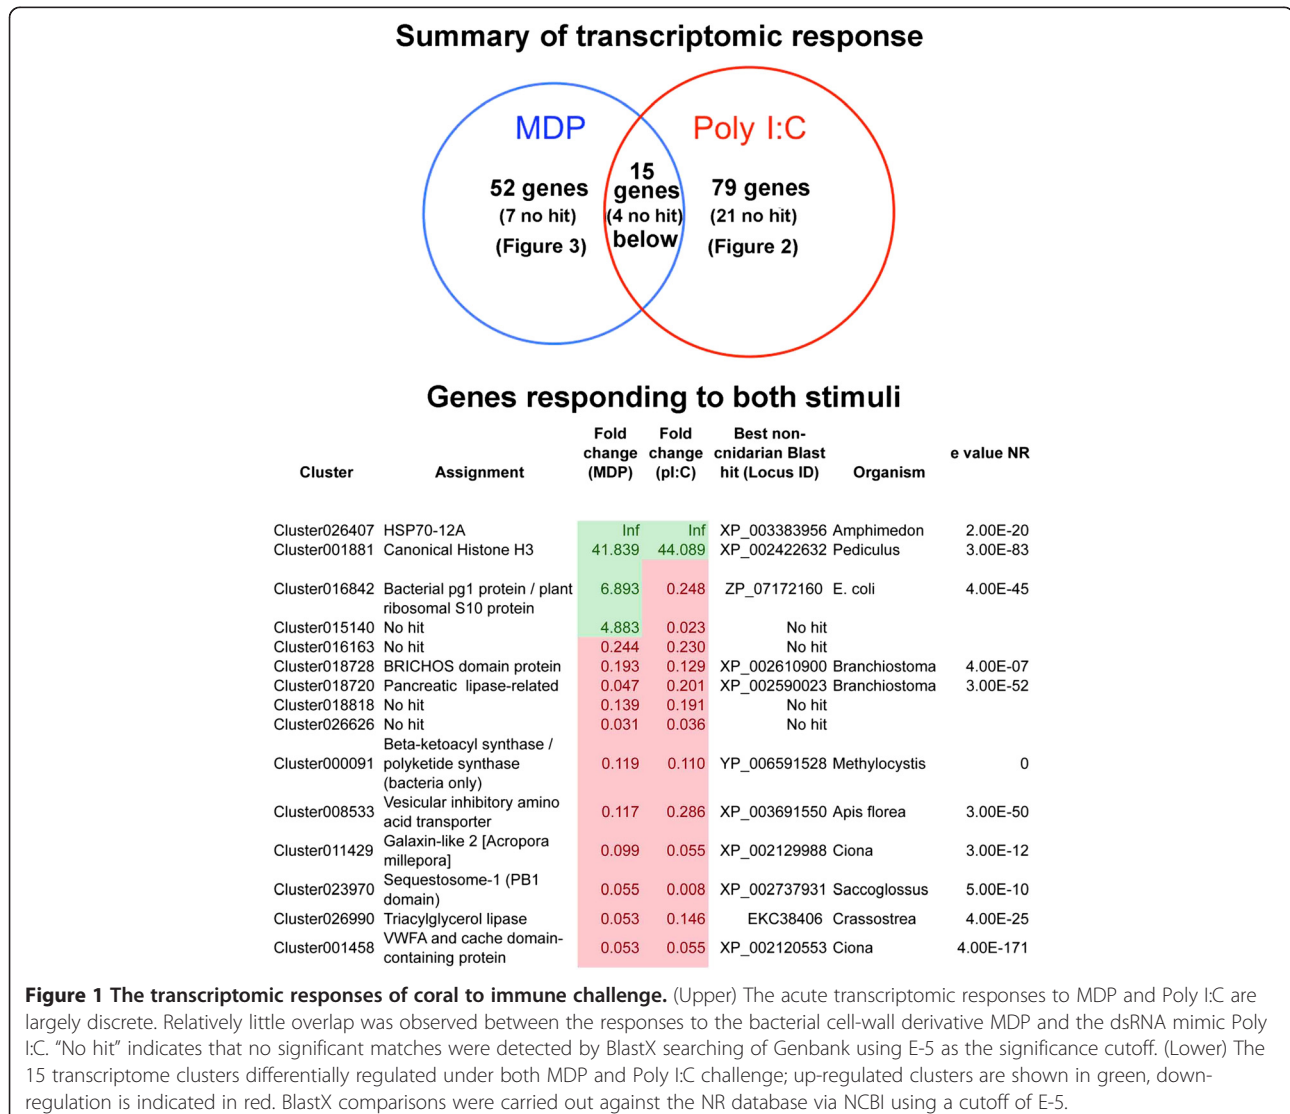 Summary of transcriptomic response
MDP
Poly I:C
52 genes
(7 no hit)
(Figure 3)
15
genes
(4 no hit)
below
79 genes
(21 no hit)
(Figure 2)
Genes responding to both stimuli
Cluster Assignment Fold change (MDP) Fold change (pI:C) Best non-cnidarian Blast hit (Locus ID) Organism e value NR
Cluster026407 HSP70-12A Inf Inf XP_003383956 Amphimedon 2.00E-20
Cluster001881 Canonical Histone H3 41.839 44.089 XP_002422632 Pediculus 3.00E-83
Cluster016842 Bacterial pg1 protein / plant ribosomal S10 protein 6.893 0.248 ZP_07172160 E. coli 4.00E-45
Cluster015140 No hit 4.883 0.023 No hit
Cluster016163 No hit 0.244 0.230 No hit
Cluster018728 BRICHOS domain protein 0.193 0.129 XP_002610900 Branchiostoma 4.00E-07
Cluster018720 Pancreatic lipase-related 0.047 0.201 XP_002590023 Branchiostoma 3.00E-52
Cluster018818 No hit 0.139 0.191 No hit
Cluster026626 No hit 0.031 0.036 No hit
Cluster000091 Beta-ketoacyl synthase / polyketide synthase (bacteria only) 0.119 0.110 YP_006591528 Methylocystis 0
Cluster008533 Vesicular inhibitory amino acid transporter 0.117 0.286 XP_003691550 Apis florea 3.00E-50
Cluster011429 Galaxin-like 2 [Acropora millepora] 0.099 0.055 XP_002129988 Ciona 3.00E-12
Cluster023970 Sequestosome-1 (PB1 domain) 0.055 0.008 XP_002737931 Saccoglossus 5.00E-10
Cluster026990 Triacylglycerol lipase 0.053 0.146 EKC38406 Crassostrea 4.00E-25
Cluster001458 VWFA and cache domain-containing protein 0.053 0.055 XP_002120553 Ciona 4.00E-171
Figure 1 The transcriptomic responses of coral to immune challenge. (Upper) The acute transcriptomic responses to MDP and Poly I:C are
largely discrete. Relatively little overlap was observed between the responses to the bacterial cell-wall derivative MDP and the dsRNA mimic Poly
I:C. “No hit” indicates that no significant matches were detected by BlastX searching of Genbank using E-5 as the significance cutoff. (Lower) The
15 transcriptome clusters differentially regulated under both MDP and Poly I:C challenge; up-regulated clusters are shown in green, down-
regulation is indicated in red. BlastX comparisons were carried out against the NR database via NCBI using a cutoff of E-5.